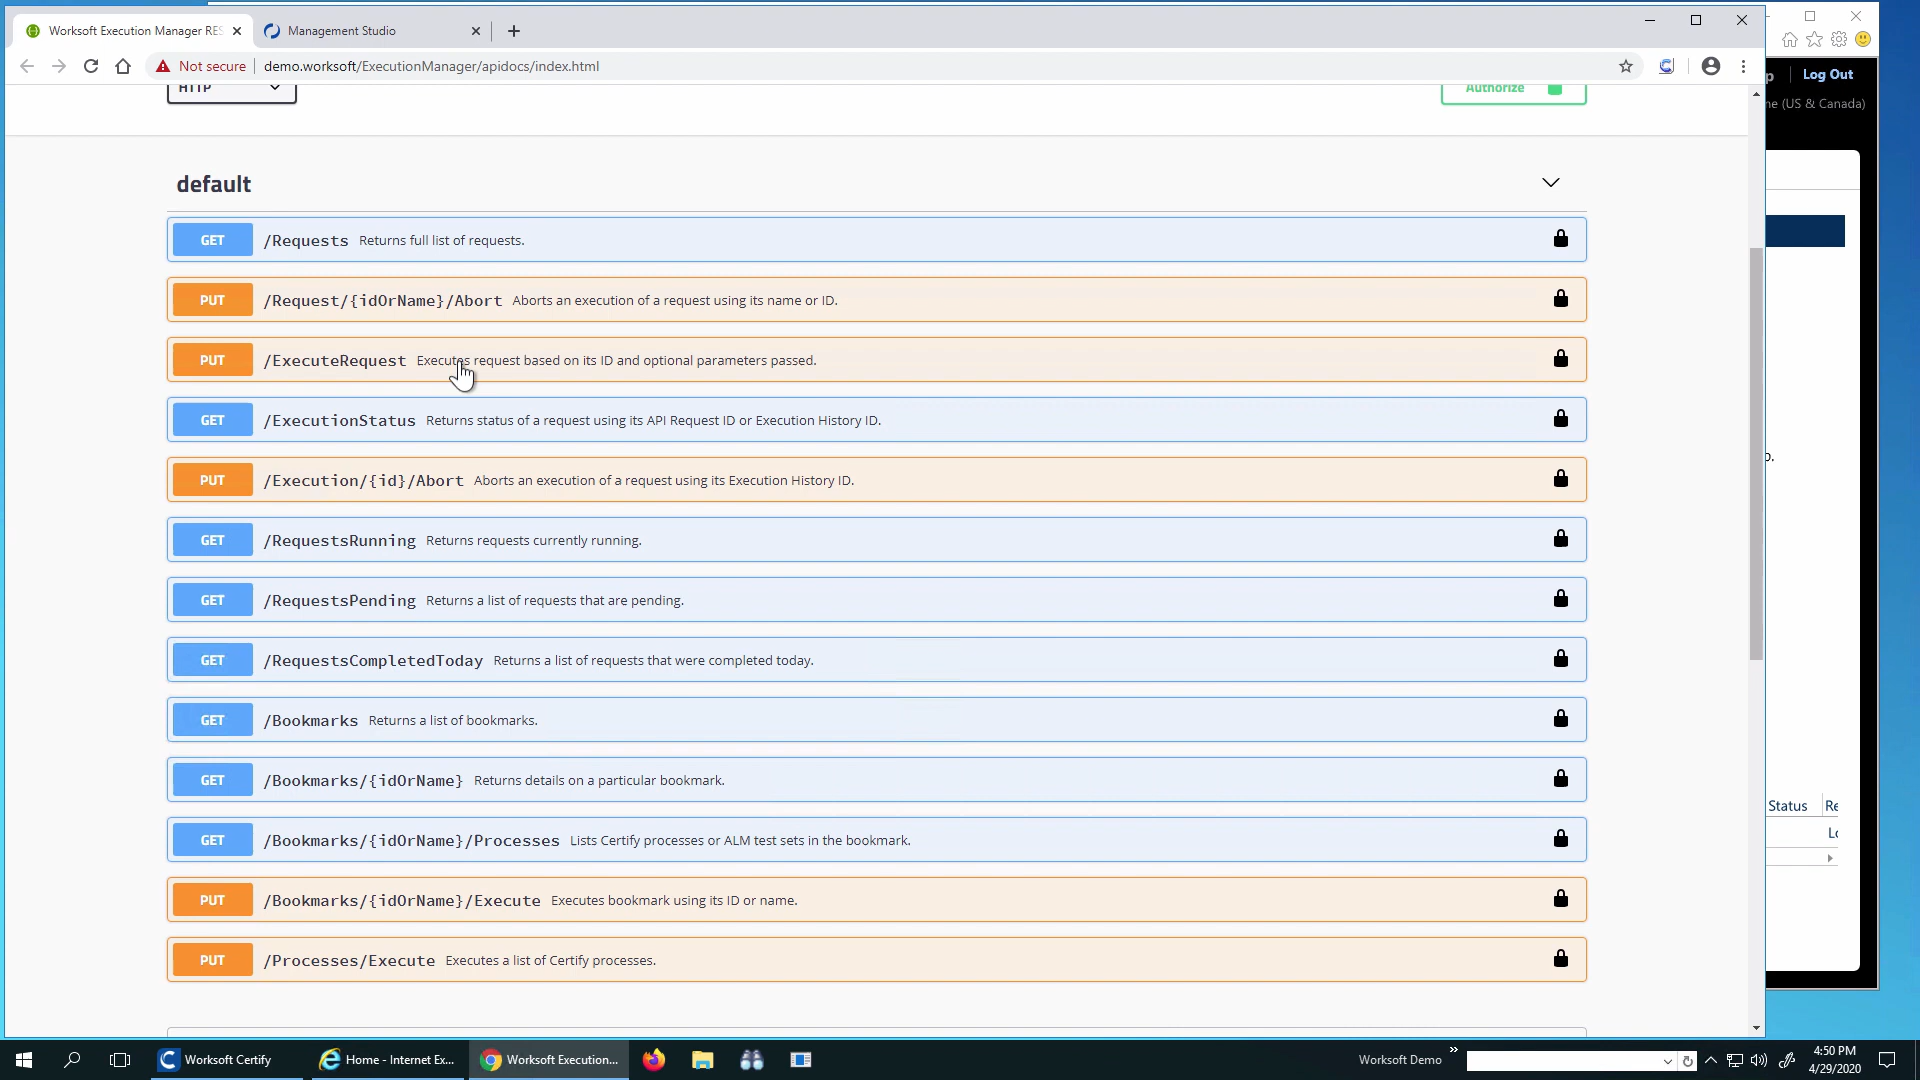 Worksoft Execution Manager RES
Management Studio
Not secure
demo.worksoft/ExecutionManager/apidocs/index.html
Log Out
p
ne (US & Canada)
HTTP
Authorize
default
GET /Requests Returns full list of requests.
PUT /Request/{idOrName}/Abort Aborts an execution of a request using its name or ID.
PUT /ExecuteRequest Executes request based on its ID and optional parameters passed.
GET /ExecutionStatus Returns status of a request using its API Request ID or Execution History ID.
o.
PUT /Execution/{id}/Abort Aborts an execution of a request using its Execution History ID.
GET /RequestsRunning Returns requests currently running.
GET /RequestsPending Returns a list of requests that are pending.
GET /RequestsCompletedToday Returns a list of requests that were completed today.
GET /Bookmarks Returns a list of bookmarks.
GET /Bookmarks/{idOrName} Returns details on a particular bookmark.
Status Re
GET /Bookmarks/{idOrName}/Processes Lists Certify processes or ALM test sets in the bookmark.
PUT /Bookmarks/{idOrName}/Execute Executes bookmark using its ID or name.
PUT /Processes/Execute Executes a list of Certify processes.
Worksoft Certify
Home - Internet Ex...
Worksoft Execution...
Worksoft Demo
4:50 PM
4/29/2020